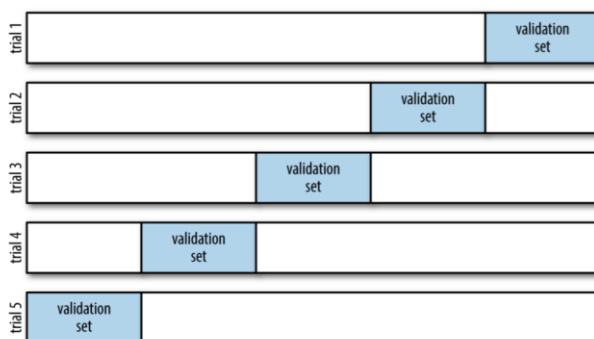 trial 1
validation
set
trial 2
validation
set
trial 3
validation
set
trial 4
validation
set
trial 5
validation
set